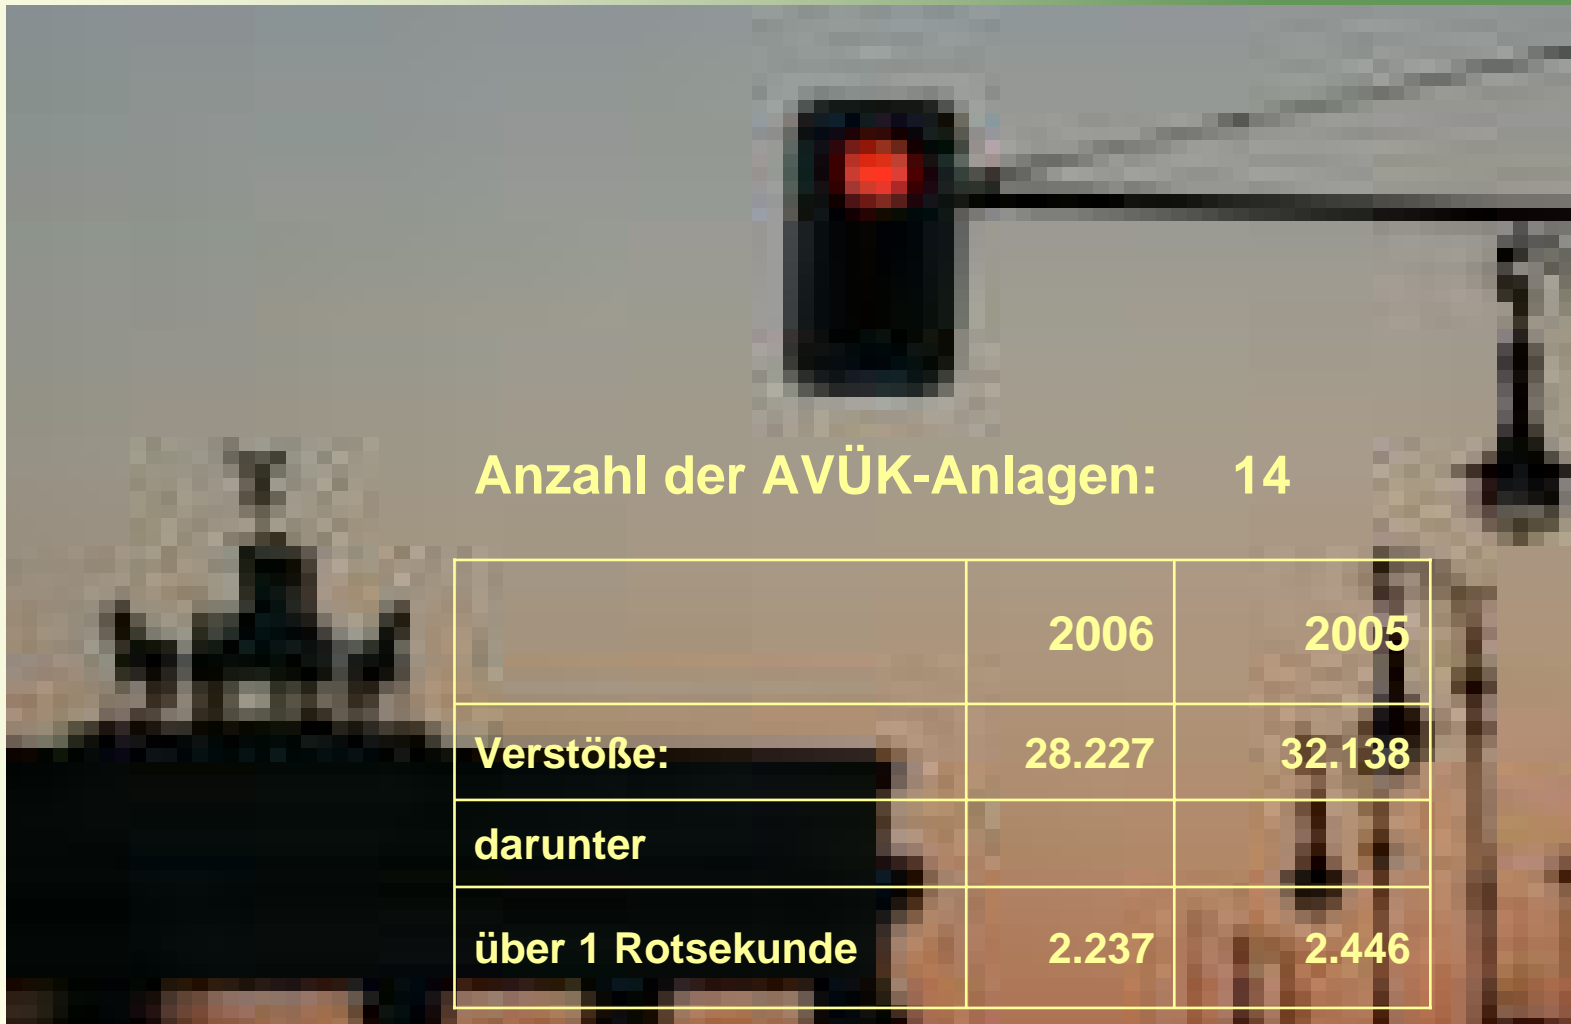 Anzahl der AVÜK-Anlagen: 14
2006 2005
Verstöße: 28.227 32.138
darunter
über 1 Rotsekunde 2.237 2.446